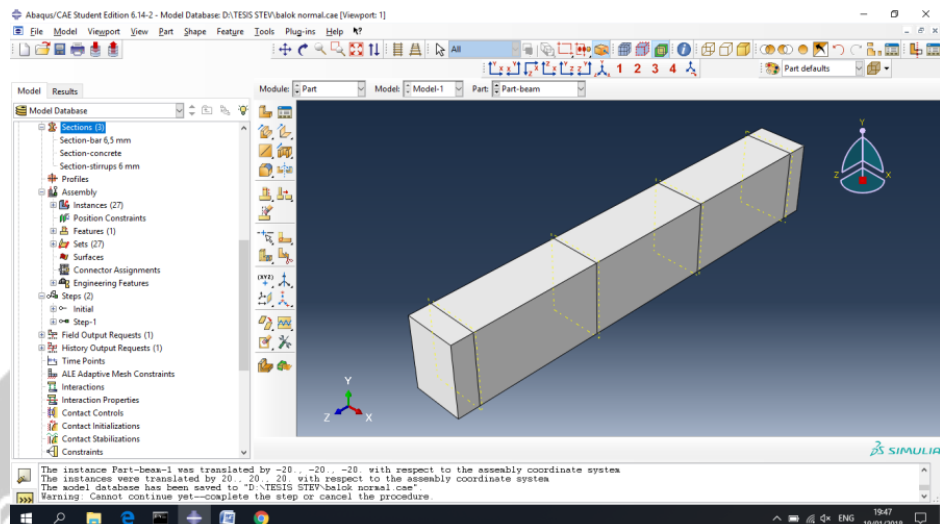 Abaqus/CAE Student Edition 6.14-2 - Model Database: D:\TESIS STEV\balok normal.cae [Viewport: 1]
File Model Viewport View Part Shape Feature Tools Plug-ins Help
All
1 2 3 4 Part defaults
Model Results Module: Part Model: Model-1 Part: Part-beam
Model Database
Sections (3)
Section-bar 6,5 mm
Section-concrete
Section-stirrups 6 mm
Profiles
Assembly
Instances (27)
Position Constraints
Features (1)
Sets (27)
Surfaces
Connector Assignments
Engineering Features
Steps (2)
Initial
Step-1
Field Output Requests (1)
History Output Requests (1)
Time Points
ALE Adaptive Mesh Constraints
Interactions
Interaction Properties
Contact Controls
Contact Initializations
Contact Stabilizations
Constraints
(XYZ)
Y
Z X
Y
Z X
SIMULIA
The instance Part-beam-1 was translated by -20., -20., -20. with respect to the assembly coordinate system
The instances were translated by 20., 20., 20. with respect to the assembly coordinate system
The model database has been saved to "D:\TESIS STEV\balok normal.cae".
Warning: Cannot continue yet--complete the step or cancel the procedure.
ENG 19:47
19/01/2018